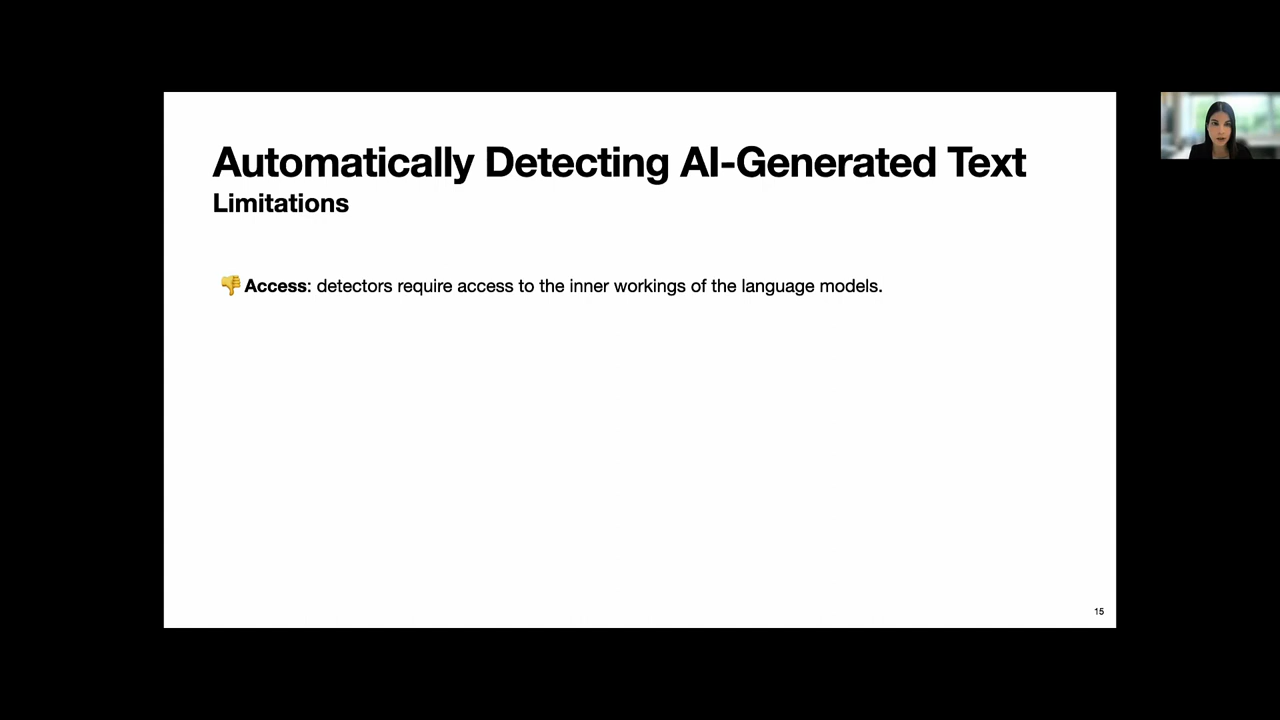 Automatically Detecting AI-Generated Text
Limitations
👎Access: detectors require access to the inner workings of the language models.
15